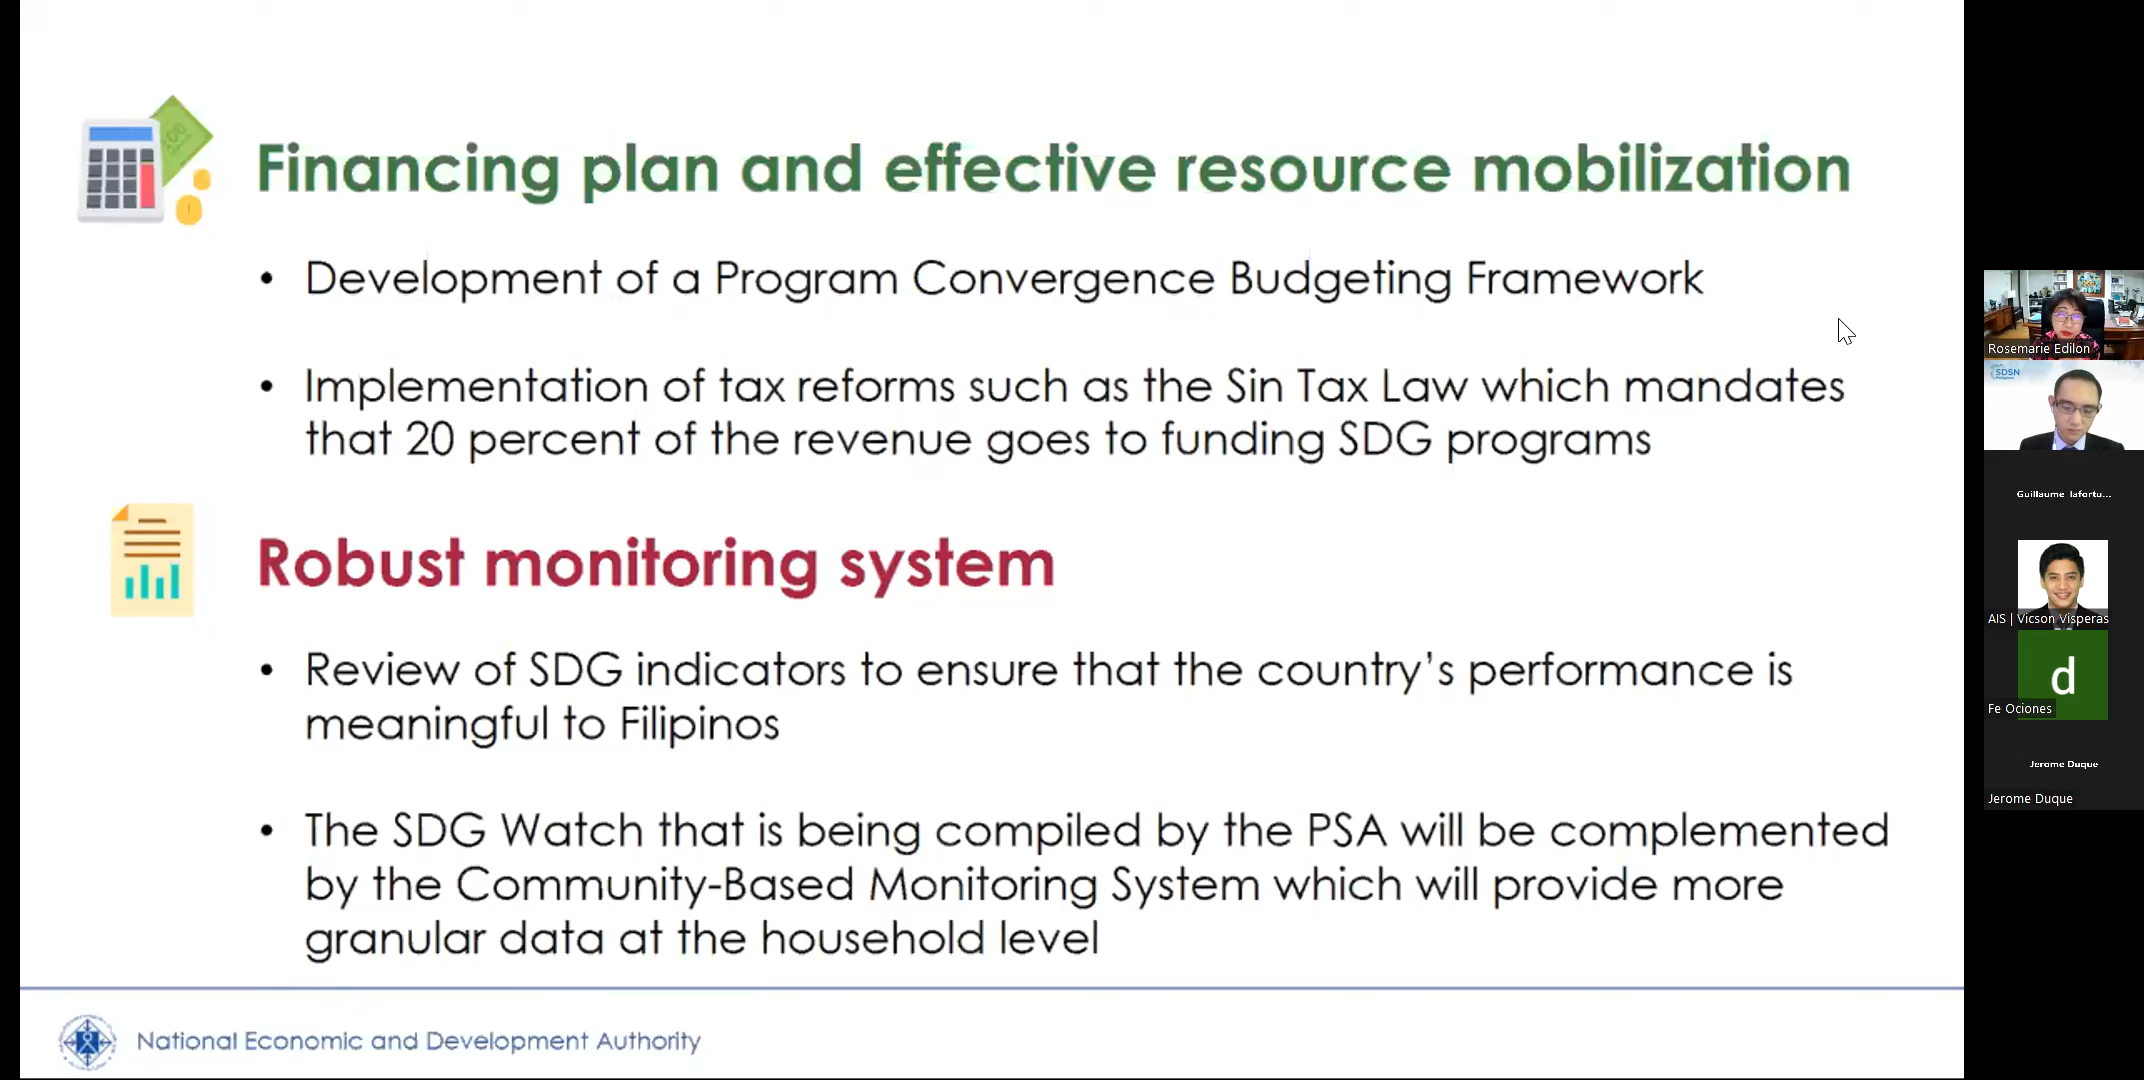 Financing plan and effective resource mobilization
• Development of a Program Convergence Budgeting Framework
• Implementation of tax reforms such as the Sin Tax Law which mandates
that 20 percent of the revenue goes to funding SDG programs
Robust monitoring system
• Review of SDG indicators to ensure that the country's performance is
meaningful to Filipinos
• The SDG Watch that is being compiled by the PSA will be complemented
by the Community-Based Monitoring System which will provide more
granular data at the household level
National Economic and Development Authority
Rosemarie Edilon
SDSN
Guillaume lafortu...
AIS | Vicson Visperas
d
Fe Ociones
Jerome Duque
Jerome Duque